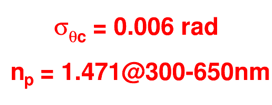 σθc = 0.006 rad
np = 1.471@300-650nm